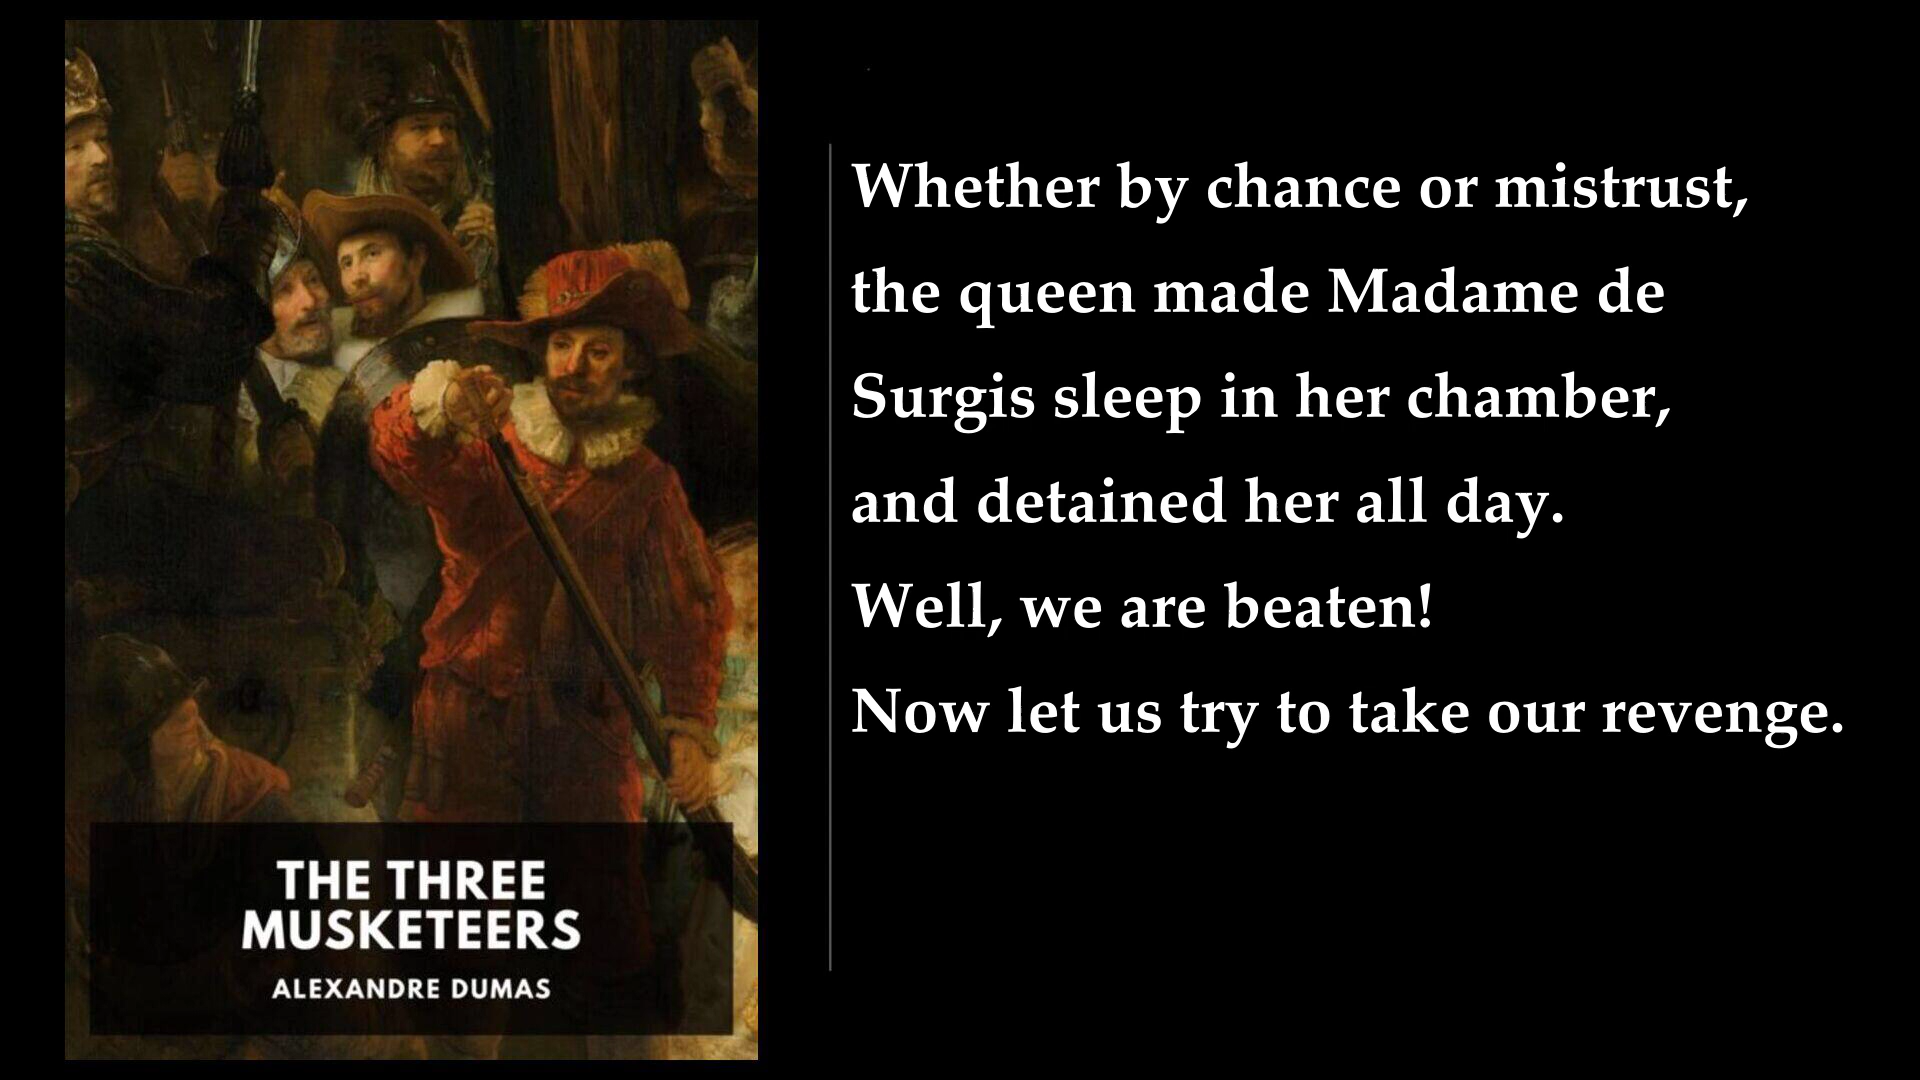 THE THREE
MUSKETEERS
ALEXANDRE DUMAS
Whether by chance or mistrust,
the queen made Madame de
Surgis sleep in her chamber,
and detained her all day.
Well, we are beaten!
Now let us try to take our revenge.